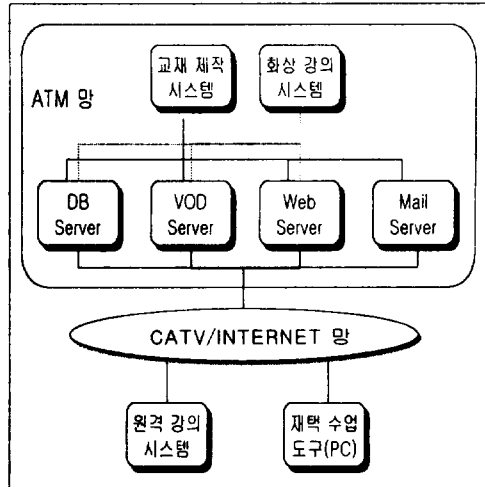 교재 제작
시스템
화상 강의
시스템
ATM 망
DB
Server
VOD
Server
Web
Server
Mail
Server
CATV/INTERNET 망
원격 강의
시스템
재택 수업
도구(PC)